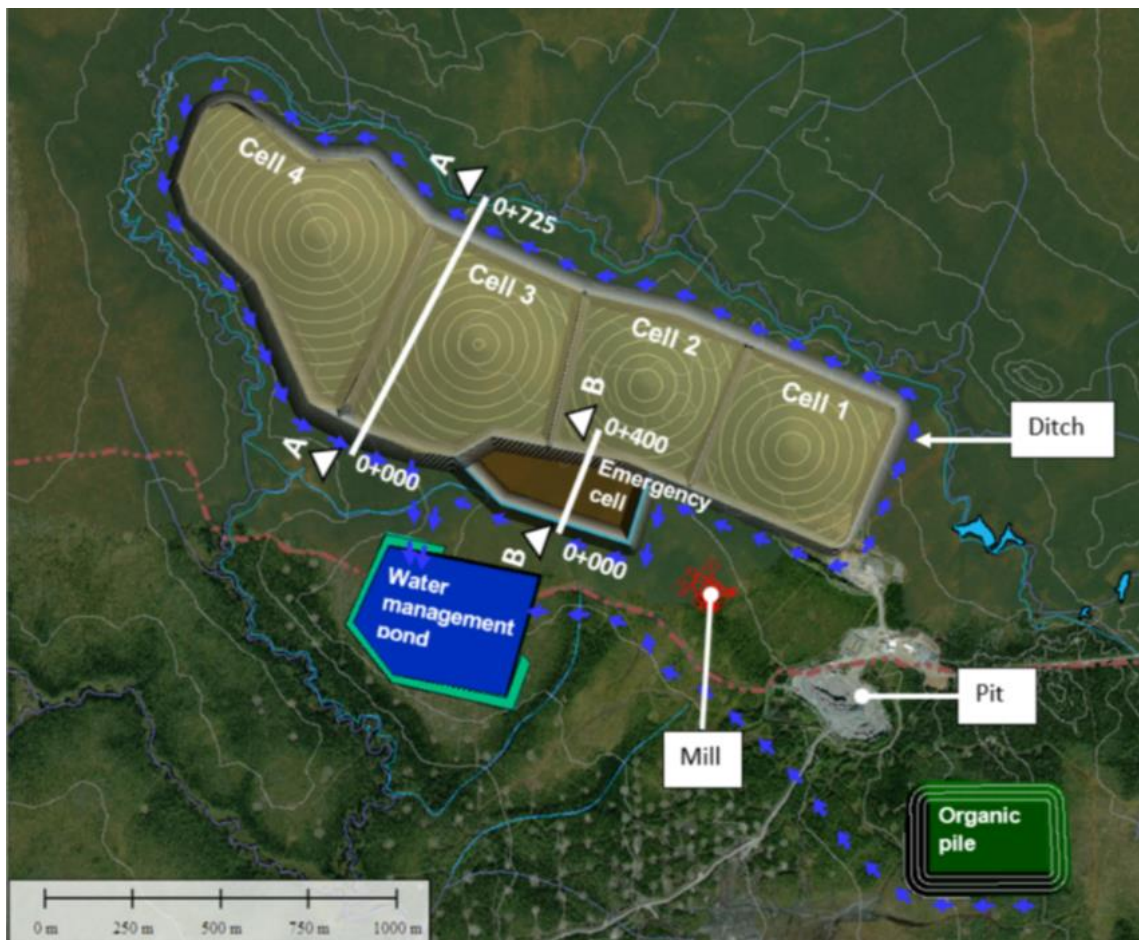 Cell 4
A
0+725
Cell 3
Cell 2
B
Cell 1
0+400
Ditch
A
0+000
Emergency
cell
B
0+000
Water
management
pond
Pit
Mill
Organic
pile
0 m
250 m
500 m
750 m
1000 m